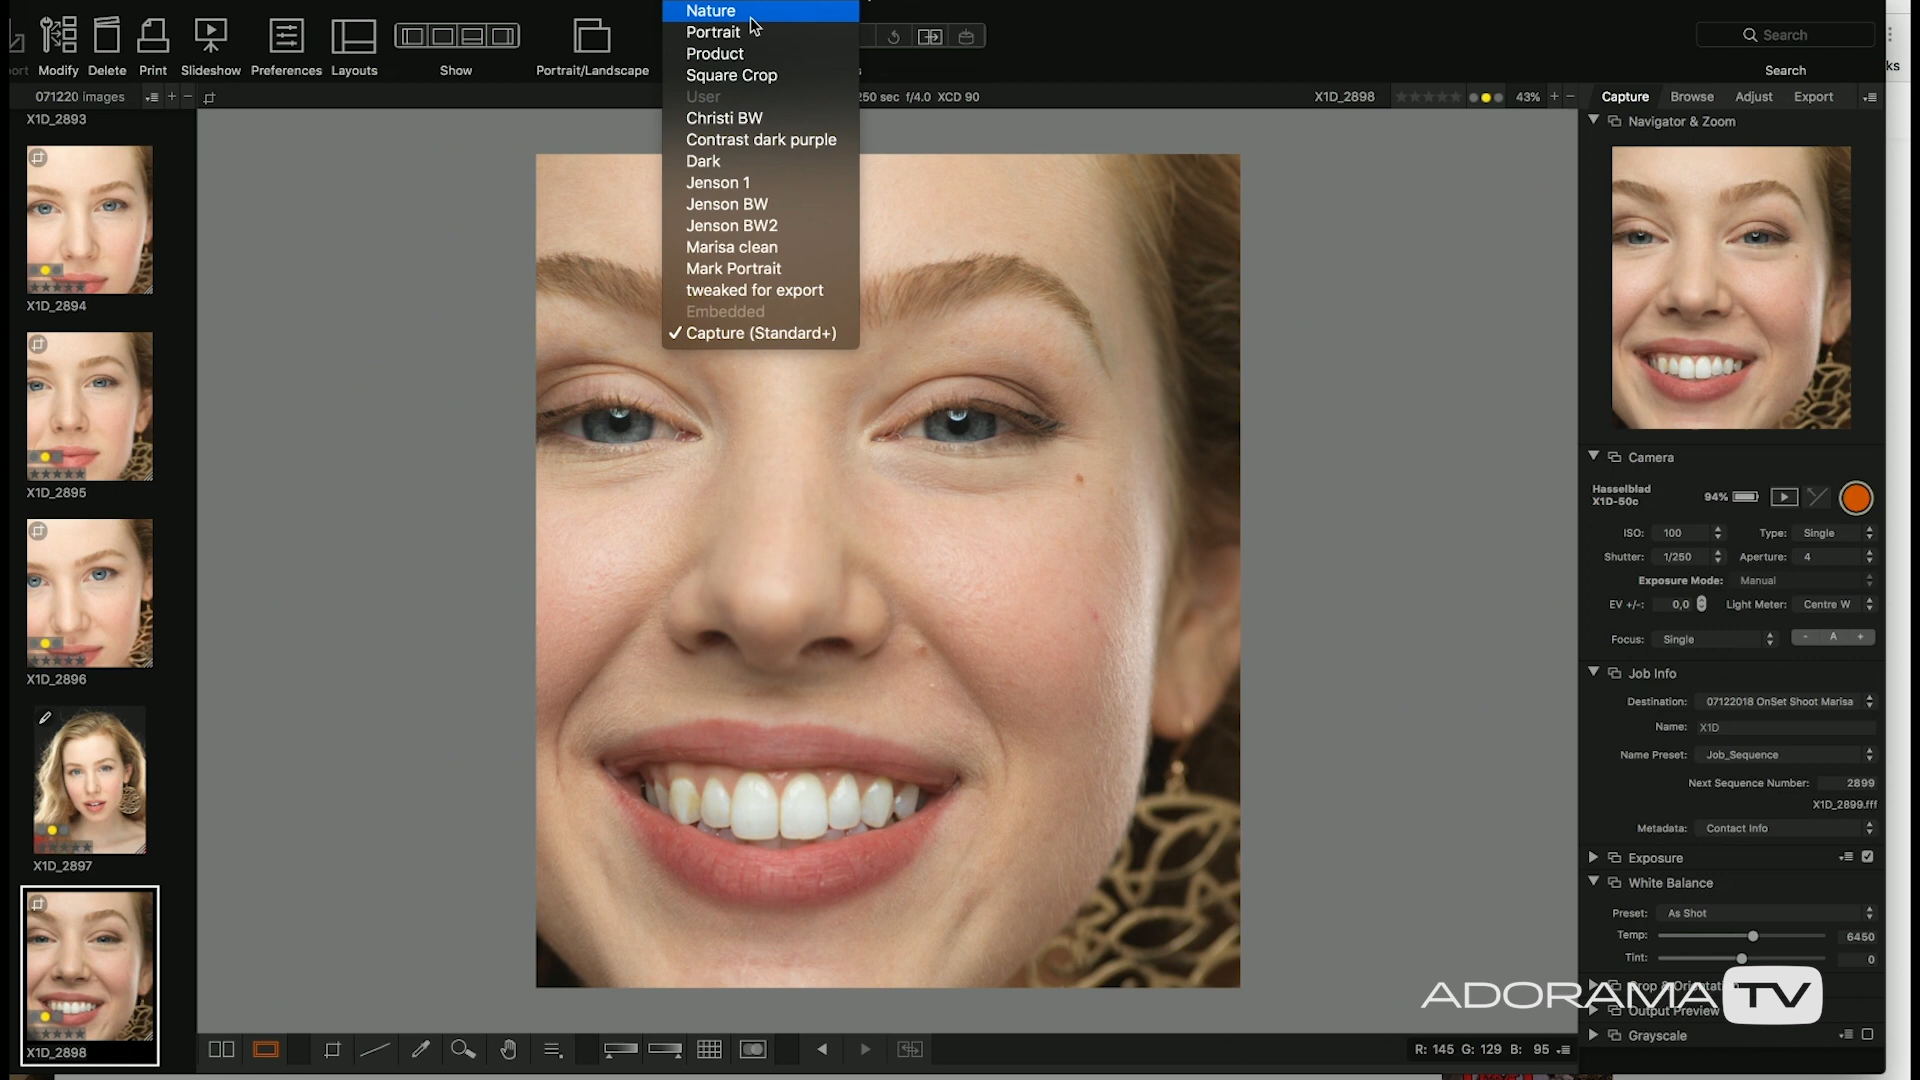 Nature
Portrait
Product
Square Crop
User
Christi BW
Contrast dark purple
Dark
Jenson 1
Jenson BW
Jenson BW2
Marisa clean
Mark Portrait
tweaked for export
Embedded
✓ Capture (Standard+)
Modify Delete Print Slideshow Preferences Layouts Show Portrait/Landscape
Search
Search
071220 images
50 sec f/4.0 XCD 90
X1D_2898
43%
Capture Browse Adjust Export
X1D_2893
X1D_2894
X1D_2895
X1D_2896
X1D_2897
X1D_2898
Navigator & Zoom
Camera
Hasselblad
X1D-50c
94%
ISO: 100 Type: Single
Shutter: 1/250 Aperture: 4
Exposure Mode: Manual
EV +/-: 0,0 Light Meter: Centre W
Focus: Single - A +
Job Info
Destination: 07122018 OnSet Shoot Marisa
Name: X1D
Name Preset: Job_Sequence
Next Sequence Number: 2899
X1D_2899.fff
Metadata: Contact Info
Exposure
White Balance
Preset: As Shot
Temp: 6450
Tint: 0
Output Preview
Grayscale
ADORAMA TV
R: 145 G: 129 B: 95